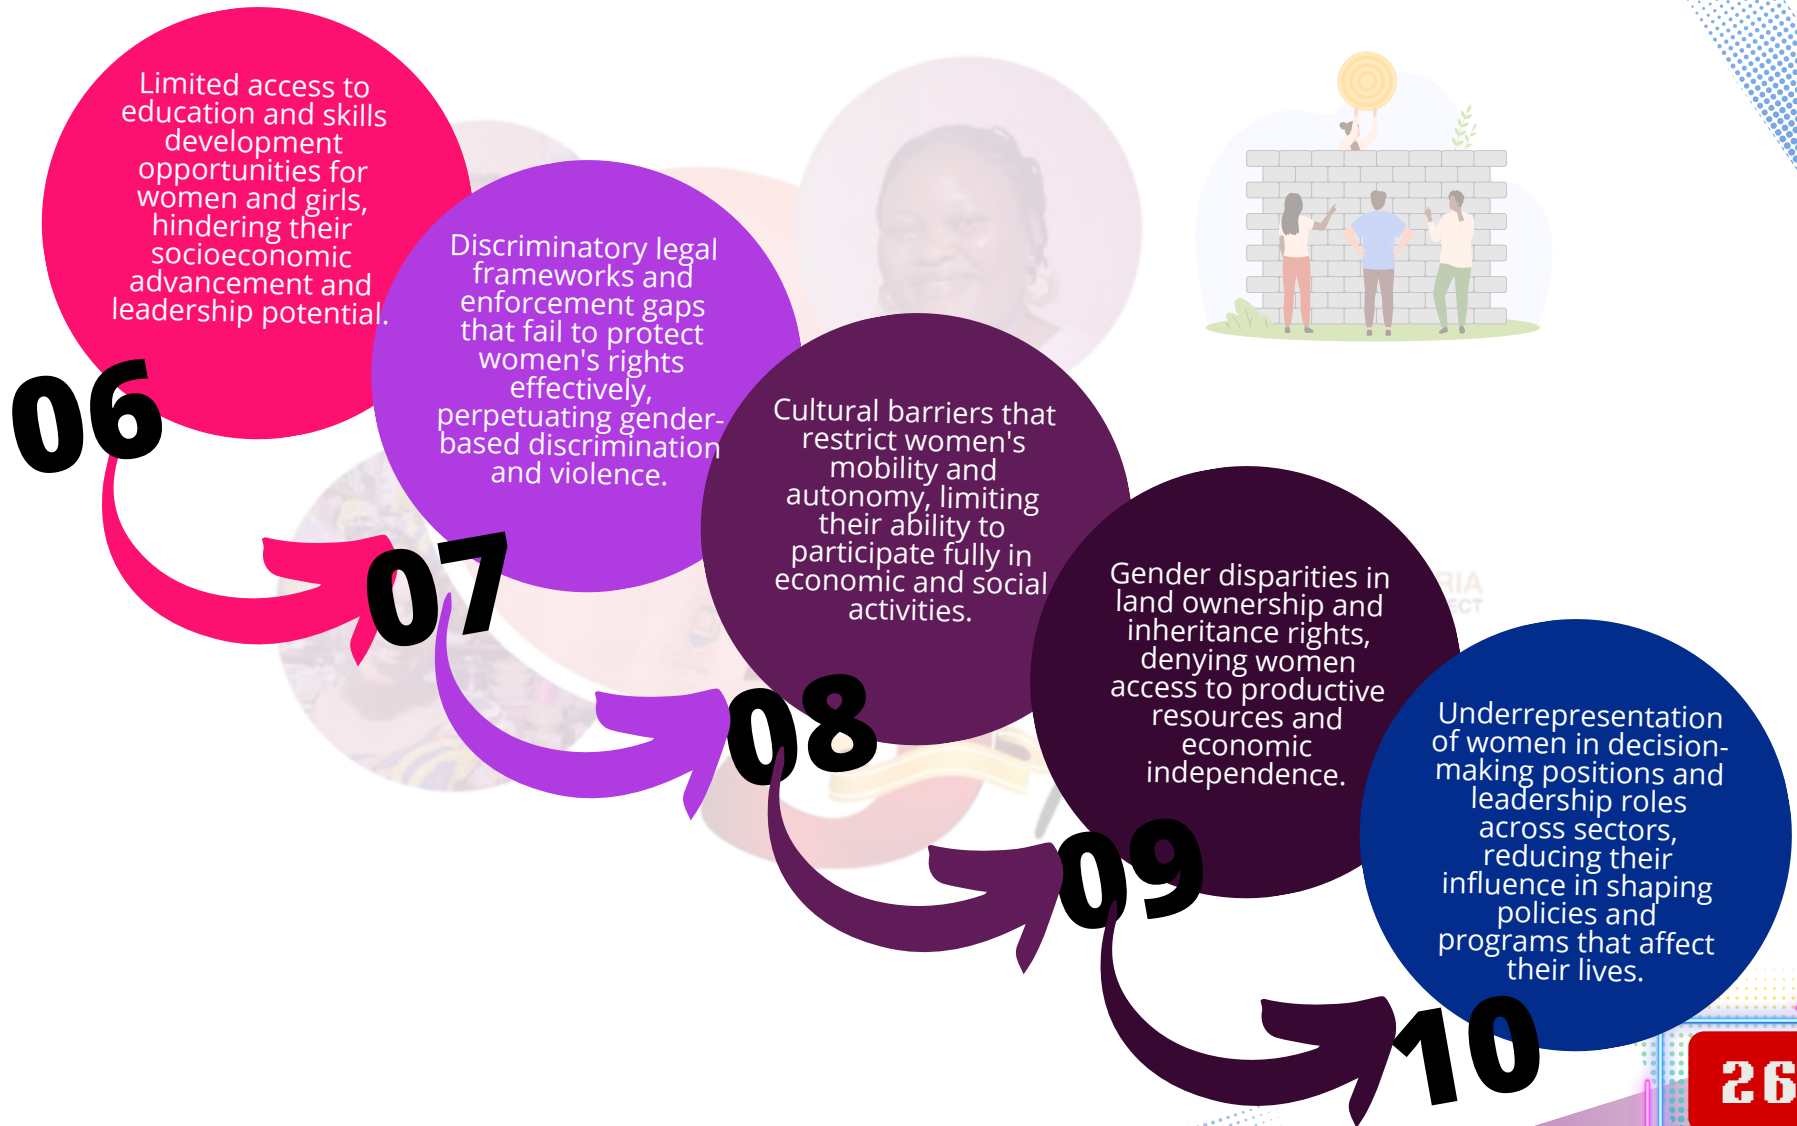 Limited access to
education and skills
development
opportunities for
women and girls,
hindering their
socioeconomic
advancement and
leadership potential.
06
Discriminatory legal
frameworks and
enforcement gaps
that fail to protect
women's rights
effectively,
perpetuating gender-
based discrimination
and violence.
07
Cultural barriers that
restrict women's
mobility and
autonomy, limiting
their ability to
participate fully in
economic and social
activities.
08
Gender disparities in
land ownership and
inheritance rights,
denying women
access to productive
resources and
economic
independence.
09
Underrepresentation
of women in decision-
making positions and
leadership roles
across sectors,
reducing their
influence in shaping
policies and
programs that affect
their lives.
10
26